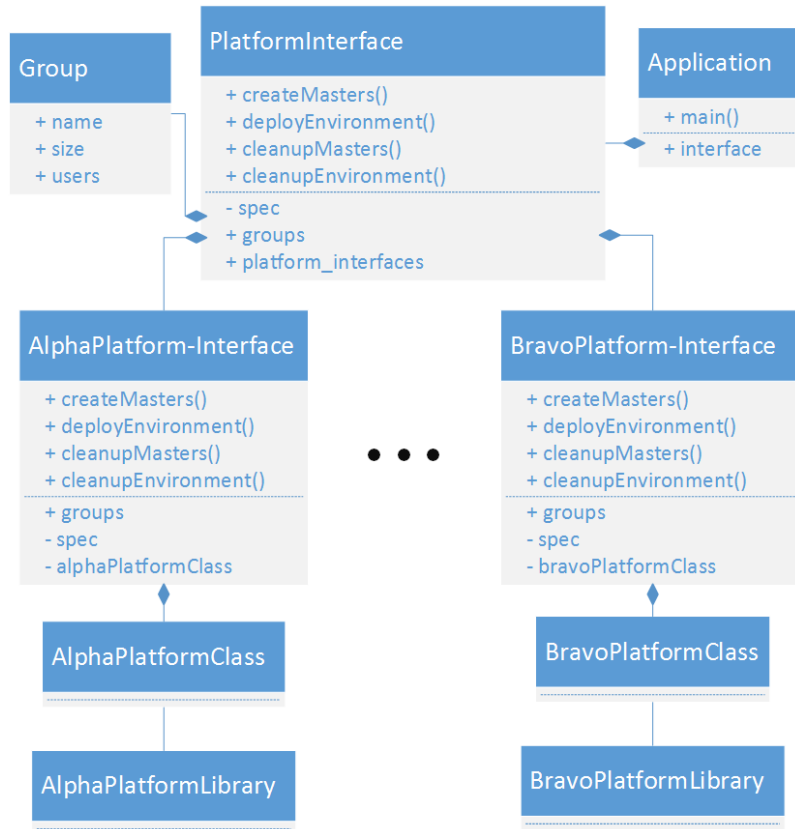 Group
+ name
+ size
+ users
PlatformInterface
+ createMasters()
+ deployEnvironment()
+ cleanupMasters()
+ cleanupEnvironment()
- spec
+ groups
+ platform_interfaces
Application
+ main()
+ interface
AlphaPlatform-Interface
+ createMasters()
+ deployEnvironment()
+ cleanupMasters()
+ cleanupEnvironment()
+ groups
- spec
- alphaPlatformClass
BravoPlatform-Interface
+ createMasters()
+ deployEnvironment()
+ cleanupMasters()
+ cleanupEnvironment()
+ groups
- spec
- bravoPlatformClass
AlphaPlatformClass
BravoPlatformClass
AlphaPlatformLibrary
BravoPlatformLibrary